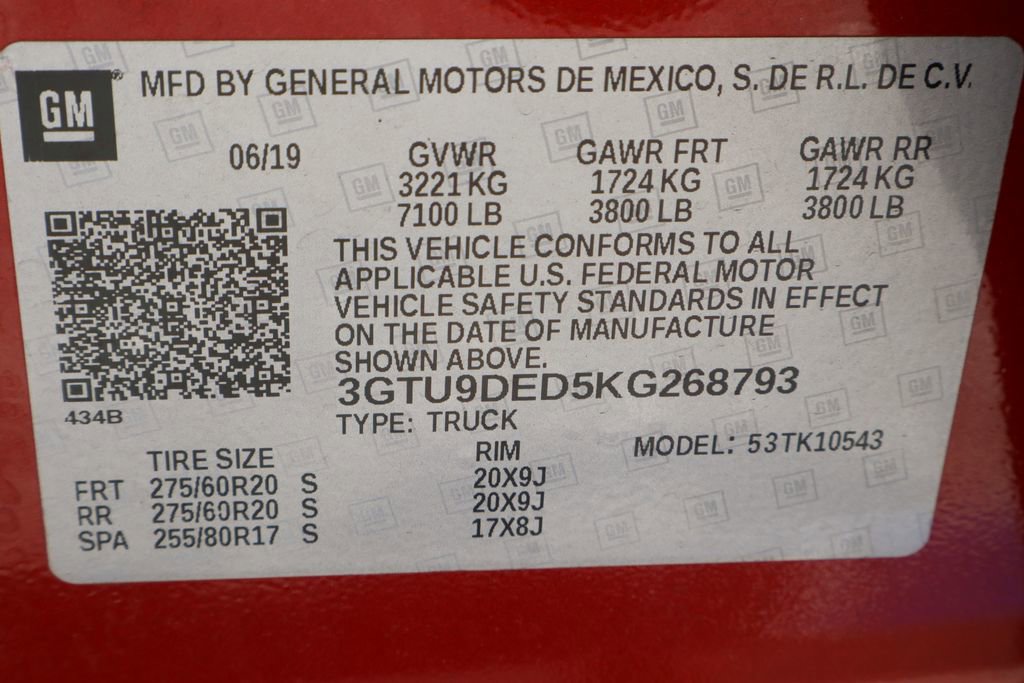 GM® MFD BY GENERAL MOTORS DE MEXICO, S. DE R.L. DE C.V.
06/19 GVWR GAWR FRT GAWR RR
3221 KG 1724 KG 1724 KG
7100 LB 3800 LB 3800 LB
THIS VEHICLE CONFORMS TO ALL
APPLICABLE U.S. FEDERAL MOTOR
VEHICLE SAFETY STANDARDS IN EFFECT
ON THE DATE OF MANUFACTURE
SHOWN ABOVE.
3GTU9DED5KG268793
434B TYPE: TRUCK
TIRE SIZE RIM MODEL: 53TK10543
FRT 275/60R20 S 20X9J
RR 275/60R20 S 20X9J
SPA 255/80R17 S 17X8J